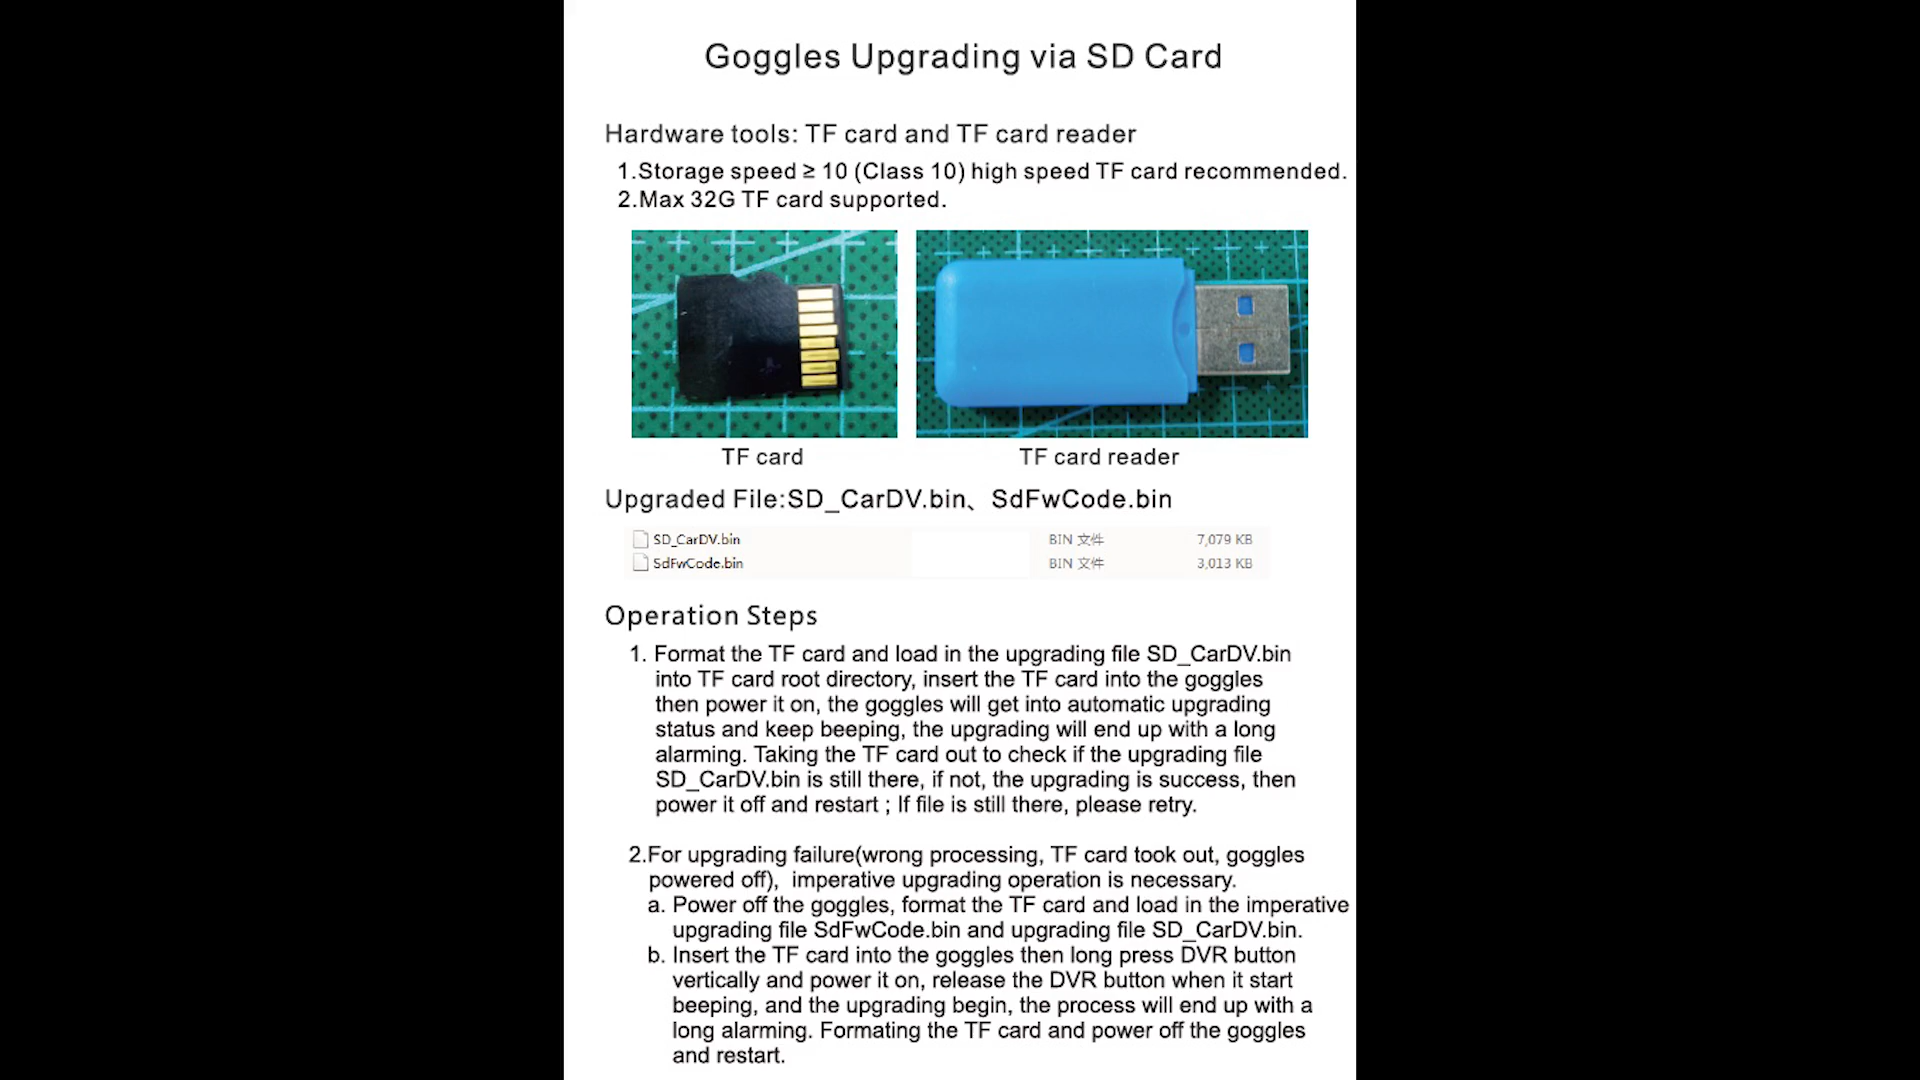 Goggles Upgrading via SD Card
Hardware tools: TF card and TF card reader
1.Storage speed ≥ 10 (Class 10) high speed TF card recommended.
2.Max 32G TF card supported.
TF card
TF card reader
Upgraded File:SD_CarDV.bin、SdFwCode.bin
SD_CarDV.bin BIN 文件 7,079 KB
SdFwCode.bin BIN 文件 3,013 KB
Operation Steps
1. Format the TF card and load in the upgrading file SD_CarDV.bin
into TF card root directory, insert the TF card into the goggles
then power it on, the goggles will get into automatic upgrading
status and keep beeping, the upgrading will end up with a long
alarming. Taking the TF card out to check if the upgrading file
SD_CarDV.bin is still there, if not, the upgrading is success, then
power it off and restart ; If file is still there, please retry.
2.For upgrading failure(wrong processing, TF card took out, goggles
powered off), imperative upgrading operation is necessary.
a. Power off the goggles, format the TF card and load in the imperative
upgrading file SdFwCode.bin and upgrading file SD_CarDV.bin.
b. Insert the TF card into the goggles then long press DVR button
vertically and power it on, release the DVR button when it start
beeping, and the upgrading begin, the process will end up with a
long alarming. Formating the TF card and power off the goggles
and restart.